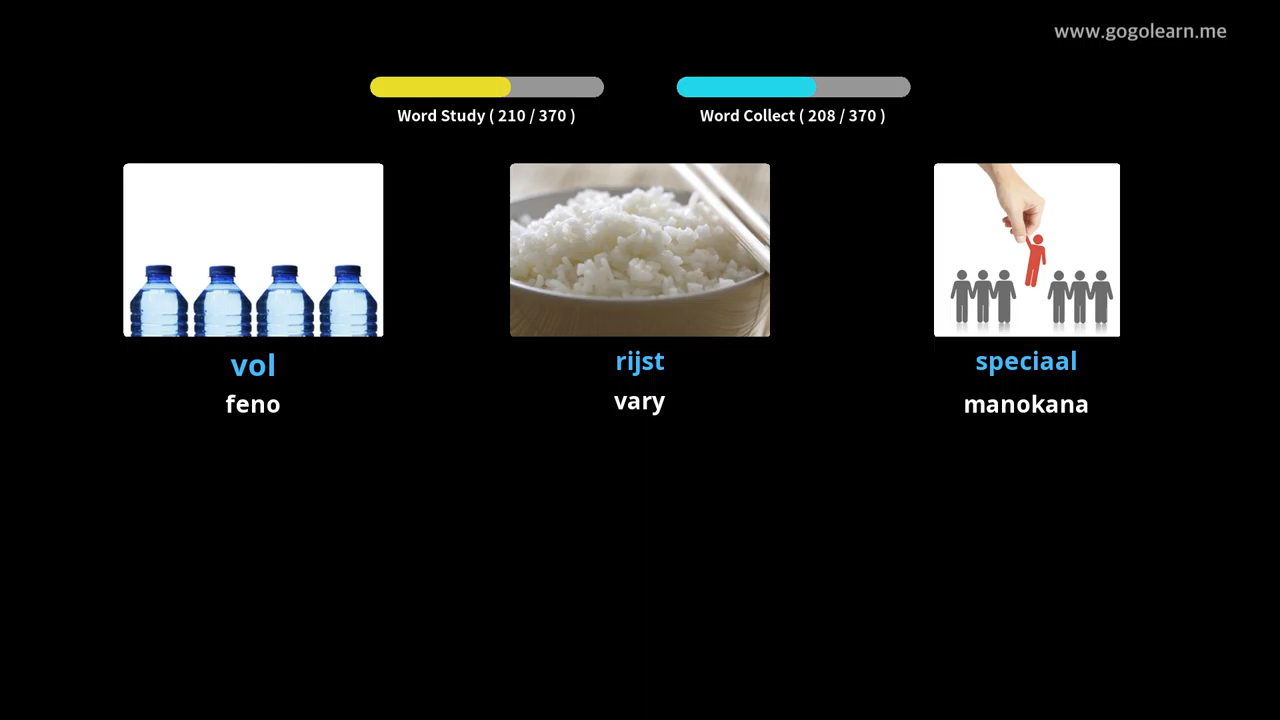 www.gogolearn.me
Word Study ( 210 / 370 )
Word Collect ( 208 / 370 )
vol
feno
rijst
vary
speciaal
manokana